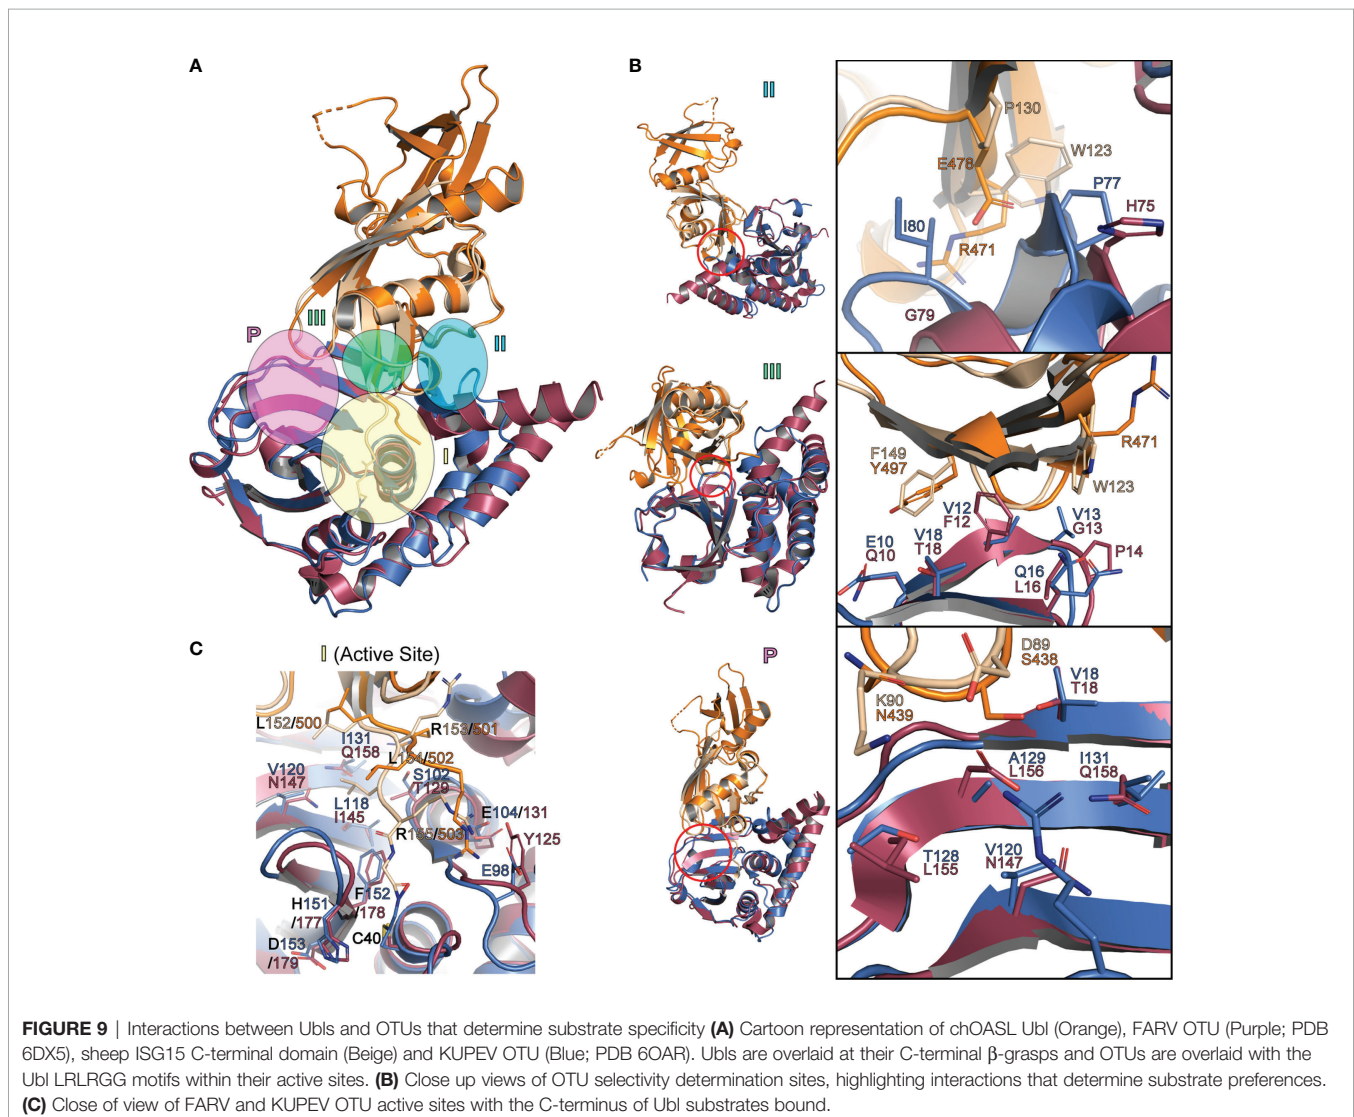 A
III
P
II
I
B
II
P130
E478
W123
P77
H75
I80
R471
G79
III
R471
F149
Y497
W123
V12
F12
V13
G13
E10
Q10
V18
T18
P14
Q16
L16
P
D89
S438
V18
T18
K90
N439
A129
L156
I131
Q158
T128
L155
V120
N147
C
I (Active Site)
L152/500
R153/501
I131
Q158
L154/502
V120
N147
S102
T129
L118
I145
E104/131
R155/503
Y125
E98
F152
/178
H151
/177
C40
D153
/179
FIGURE 9 | Interactions between Ubls and OTUs that determine substrate specificity (A) Cartoon representation of chOASL Ubl (Orange), FARV OTU (Purple; PDB
6DX5), sheep ISG15 C-terminal domain (Beige) and KUPEV OTU (Blue; PDB 6OAR). Ubls are overlaid at their C-terminal β-grasps and OTUs are overlaid with the
Ubl LRLRGG motifs within their active sites. (B) Close up views of OTU selectivity determination sites, highlighting interactions that determine substrate preferences.
(C) Close of view of FARV and KUPEV OTU active sites with the C-terminus of Ubl substrates bound.